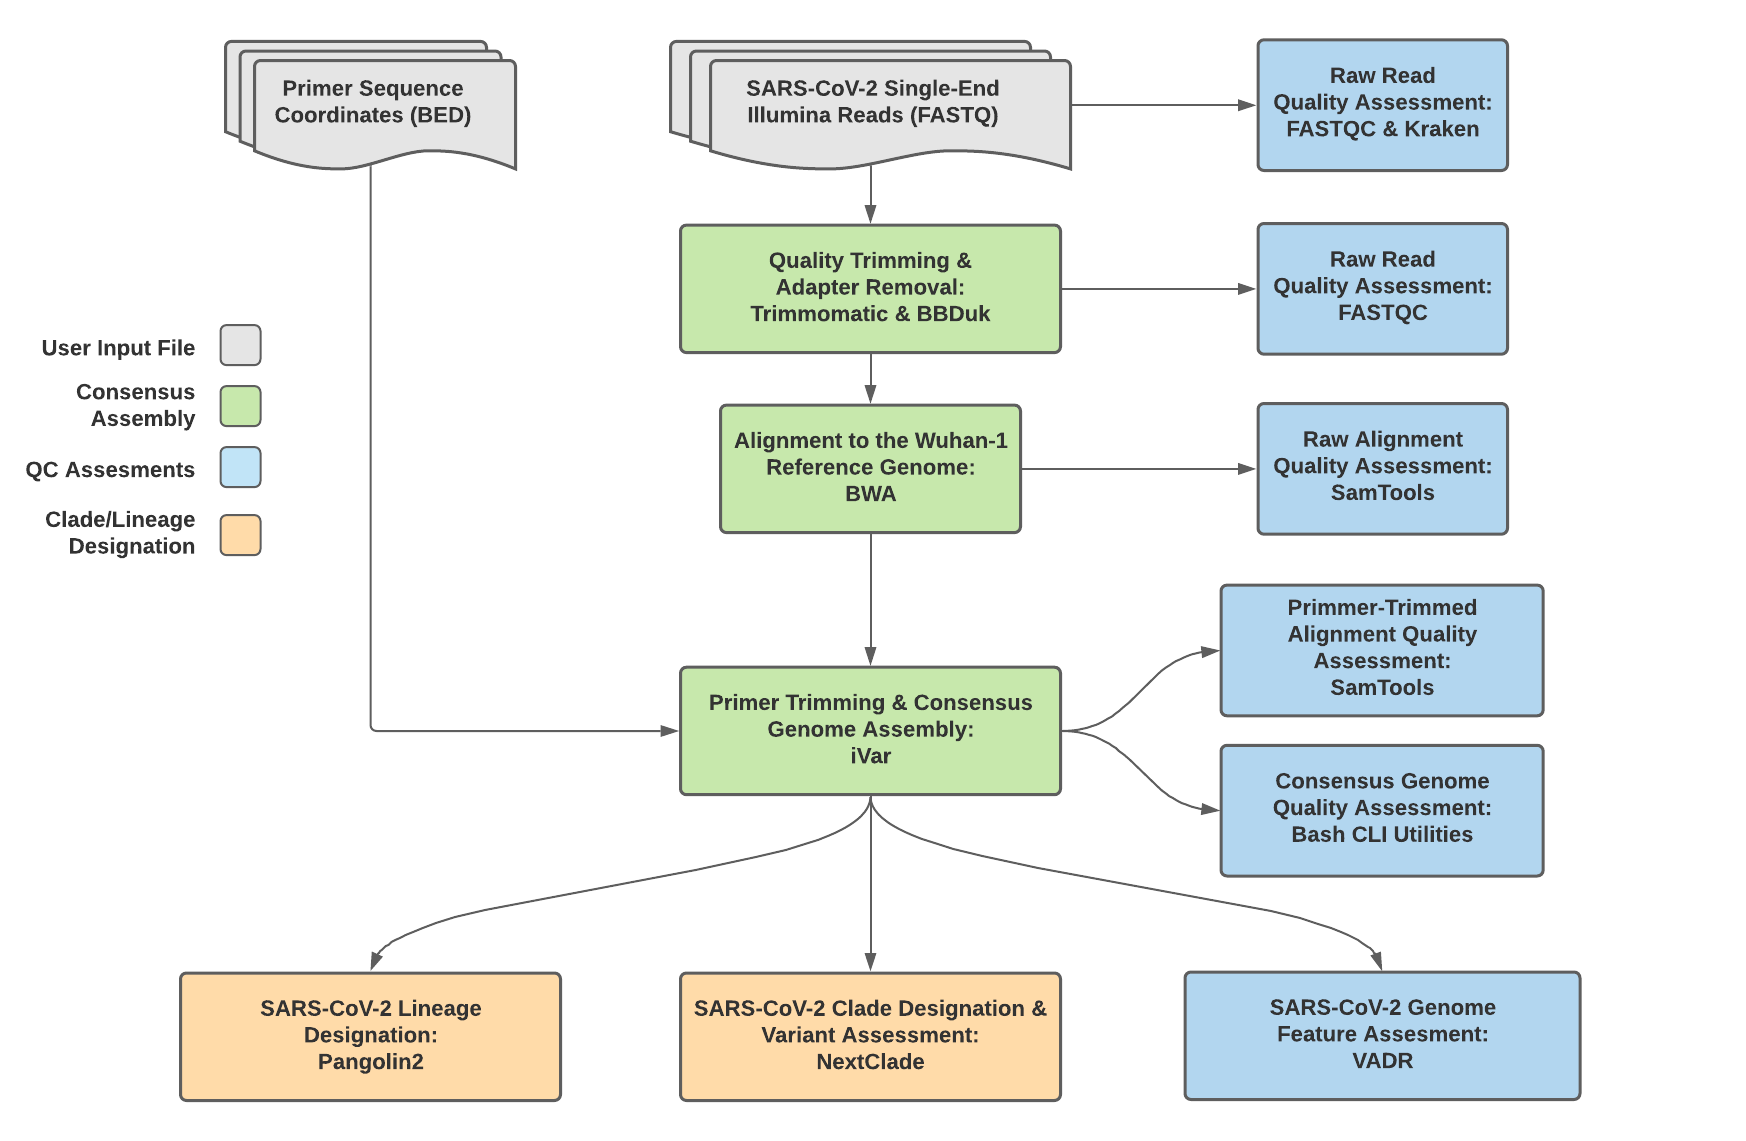 Primer Sequence
Coordinates (BED)
SARS-CoV-2 Single-End
Illumina Reads (FASTQ)
Raw Read
Quality Assessment:
FASTQC & Kraken
Quality Trimming &
Adapter Removal:
Trimmomatic & BBDuk
Raw Read
Quality Assessment:
FASTQC
User Input File
Consensus
Assembly
QC Assesments
Clade/Lineage
Designation
Alignment to the Wuhan-1
Reference Genome:
BWA
Raw Alignment
Quality Assessment:
SamTools
Primer Trimming & Consensus
Genome Assembly:
iVar
Primmer-Trimmed
Alignment Quality
Assessment:
SamTools
Consensus Genome
Quality Assessment:
Bash CLI Utilities
SARS-CoV-2 Lineage
Designation:
Pangolin2
SARS-CoV-2 Clade Designation &
Variant Assessment:
NextClade
SARS-CoV-2 Genome
Feature Assesment:
VADR